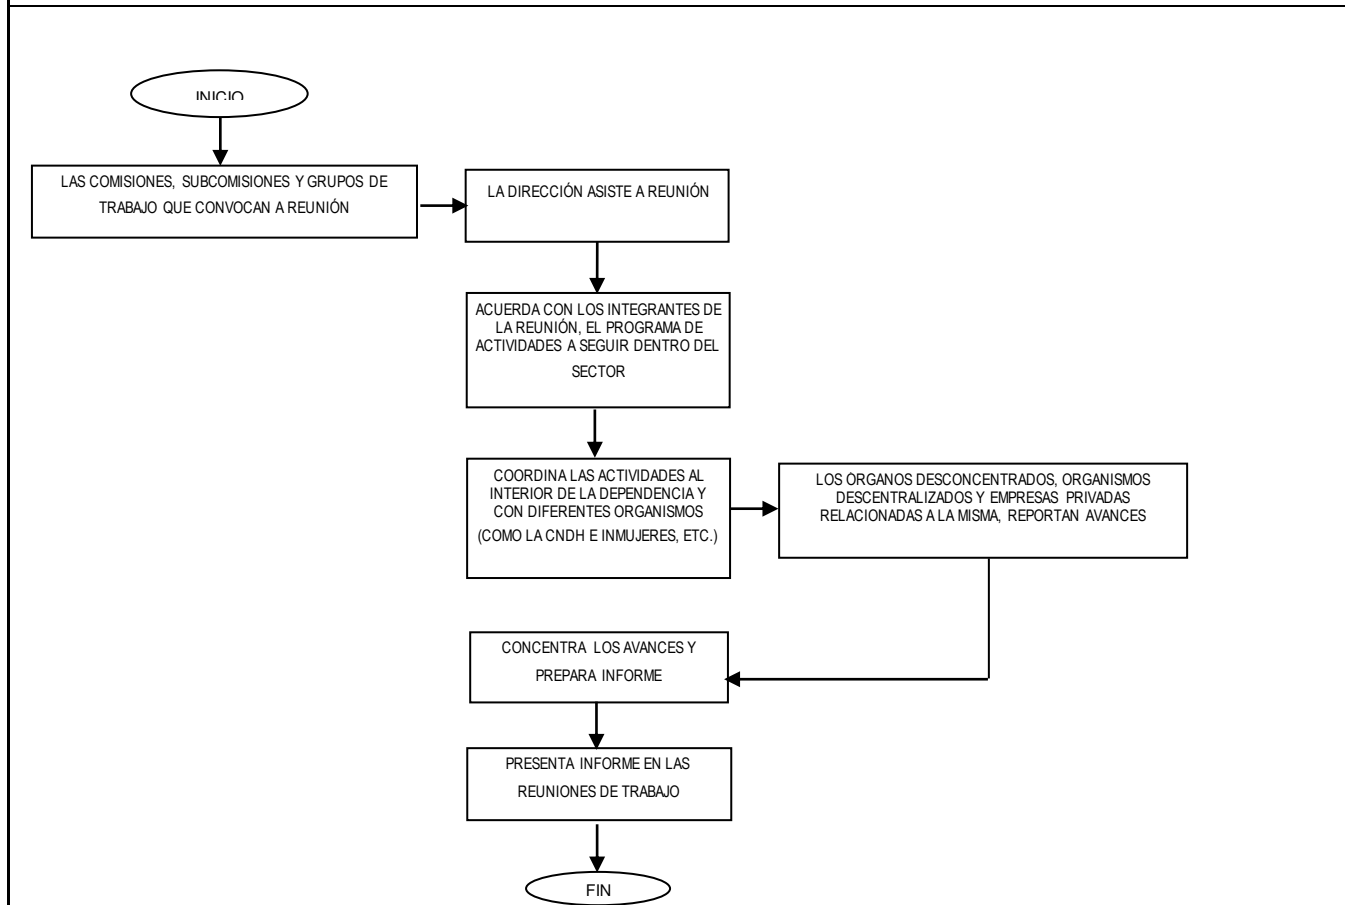 INICIO
LAS COMISIONES, SUBCOMISIONES Y GRUPOS DE
TRABAJO QUE CONVOCAN A REUNIÓN
LA DIRECCIÓN ASISTE A REUNIÓN
ACUERDA CON LOS INTEGRANTES DE
LA REUNIÓN, EL PROGRAMA DE
ACTIVIDADES A SEGUIR DENTRO DEL
SECTOR
COORDINA LAS ACTIVIDADES AL
INTERIOR DE LA DEPENDENCIA Y
CON DIFERENTES ORGANISMOS
(COMO LA CNDH E INMUJERES, ETC.)
LOS ÓRGANOS DESCONCENTRADOS, ORGANISMOS
DESCENTRALIZADOS Y EMPRESAS PRIVADAS
RELACIONADAS A LA MISMA, REPORTAN AVANCES
CONCENTRA LOS AVANCES Y
PREPARA INFORME
PRESENTA INFORME EN LAS
REUNIONES DE TRABAJO
FIN